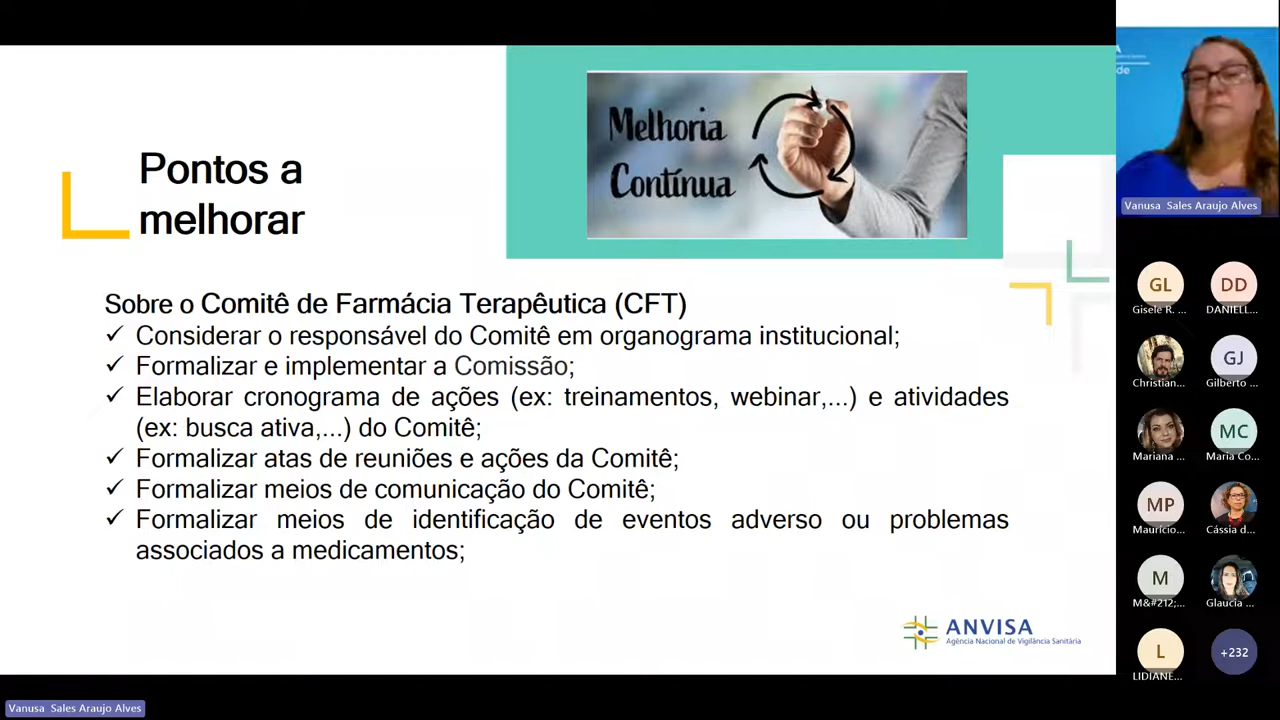 Melhoria
Contínua
Pontos a
melhorar
Sobre o Comitê de Farmácia Terapêutica (CFT)
✓ Considerar o responsável do Comitê em organograma institucional;
✓ Formalizar e implementar a Comissão;
✓ Elaborar cronograma de ações (ex: treinamentos, webinar,...) e atividades
(ex: busca ativa,...) do Comitê;
✓ Formalizar atas de reuniões e ações da Comitê;
✓ Formalizar meios de comunicação do Comitê;
✓ Formalizar meios de identificação de eventos adverso ou problemas
associados a medicamentos;
ANVISA
Agência Nacional de Vigilância Sanitária
Vanusa Sales Araujo Alves
de
Vanusa Sales Araujo Alves
GL
DD
Gisele R. ...
DANIELL...
GJ
Christian...
Gilberto ...
MC
Mariana ...
Maria Co...
MP
Maurício...
Cássia d...
M
M&#212;...
Glaucia ...
L
+232
LIDIANE...